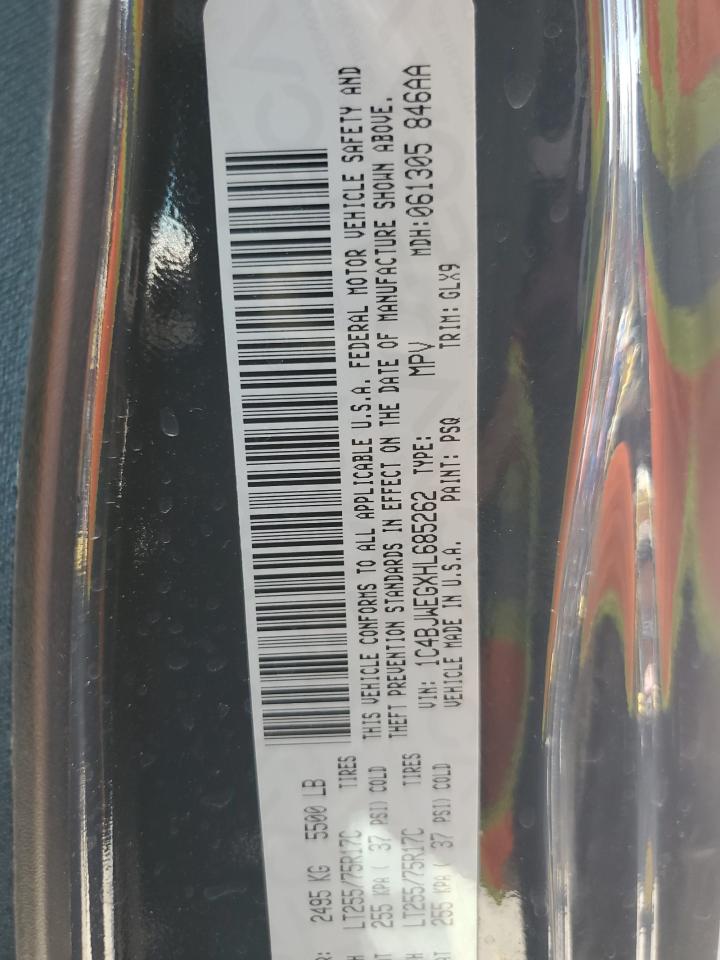 R: 2495 KG 5500 LB
H LT255/75R17C TIRES
AT 255 KPA ( 37 PSI) COLD
H LT255/75R17C TIRES
AT 255 KPA ( 37 PSI) COLD
THIS VEHICLE CONFORMS TO ALL APPLICABLE U.S.A. FEDERAL MOTOR VEHICLE SAFETY AND
THEFT PREVENTION STANDARDS IN EFFECT ON THE DATE OF MANUFACTURE SHOWN ABOVE.
VIN: 1C4BJWEGXHL685262 TYPE: MPV MDH:061305 846AA
VEHICLE MADE IN U.S.A. PAINT: PSQ TRIM: GLX9